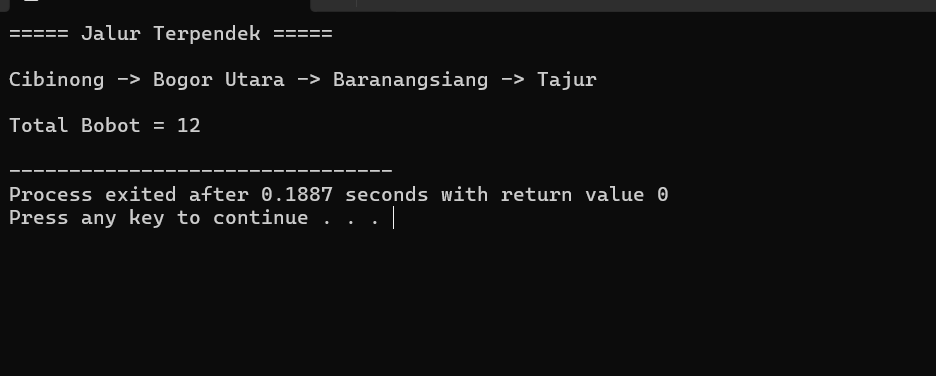 ===== Jalur Terpendek =====
Cibinong -> Bogor Utara -> Baranangsiang -> Tajur
Total Bobot = 12
--------------------------------
Process exited after 0.1887 seconds with return value 0
Press any key to continue . . .